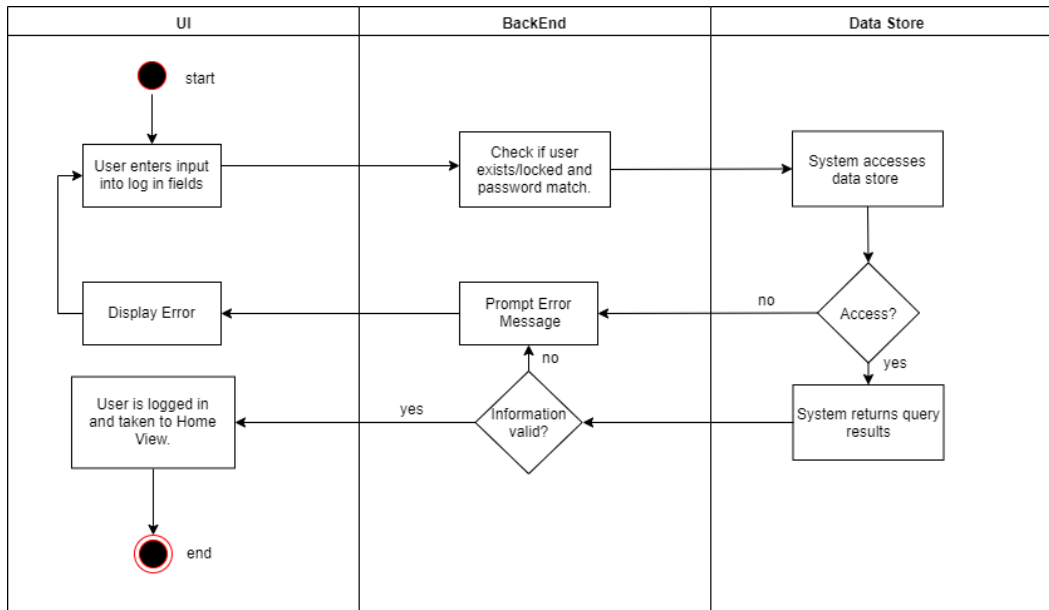 UI
BackEnd
Data Store
start
User enters input
into log in fields
Check if user
exists/locked and
password match.
System accesses
data store
Display Error
Prompt Error
Message
no
Access?
no
yes
User is logged in
and taken to Home
View.
yes
Information
valid?
System returns query
results
end